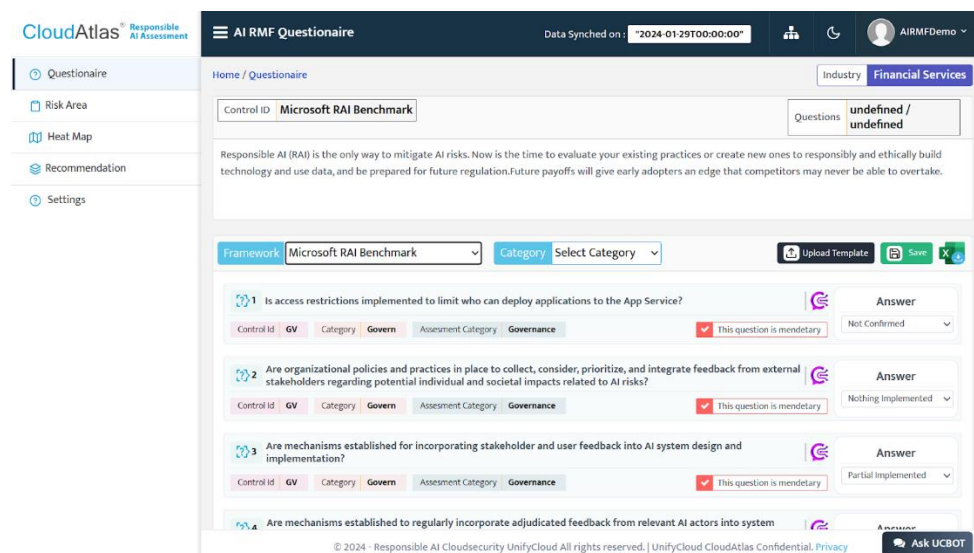 CloudAtlas® Responsible AI Assessment
AI RMF Questionaire
Data Synched on : "2024-01-29T00:00:00"
AIRMFDemo
Questionaire
Risk Area
Heat Map
Recommendation
Settings
Home / Questionaire
Industry Financial Services
Control ID Microsoft RAI Benchmark
Questions undefined / undefined
Responsible AI (RAI) is the only way to mitigate AI risks. Now is the time to evaluate your existing practices or create new ones to responsibly and ethically build
technology and use data, and be prepared for future regulation.Future payoffs will give early adopters an edge that competitors may never be able to overtake.
Framework Microsoft RAI Benchmark
Category Select Category
Upload Template
Save
1 Is access restrictions implemented to limit who can deploy applications to the App Service?
Control Id GV Category Govern Assesment Category Governance This question is mendetary
Answer
Not Confirmed
2 Are organizational policies and practices in place to collect, consider, prioritize, and integrate feedback from external
stakeholders regarding potential individual and societal impacts related to AI risks?
Control Id GV Category Govern Assesment Category Governance This question is mendetary
Answer
Nothing Implemented
3 Are mechanisms established for incorporating stakeholder and user feedback into AI system design and
implementation?
Control Id GV Category Govern Assesment Category Governance This question is mendetary
Answer
Partial Implemented
4 Are mechanisms established to regularly incorporate adjudicated feedback from relevant AI actors into system
Answer
© 2024 - Responsible AI Cloudsecurity UnifyCloud All rights reserved. | UnifyCloud CloudAtlas Confidential. Privacy
Ask UCBOT